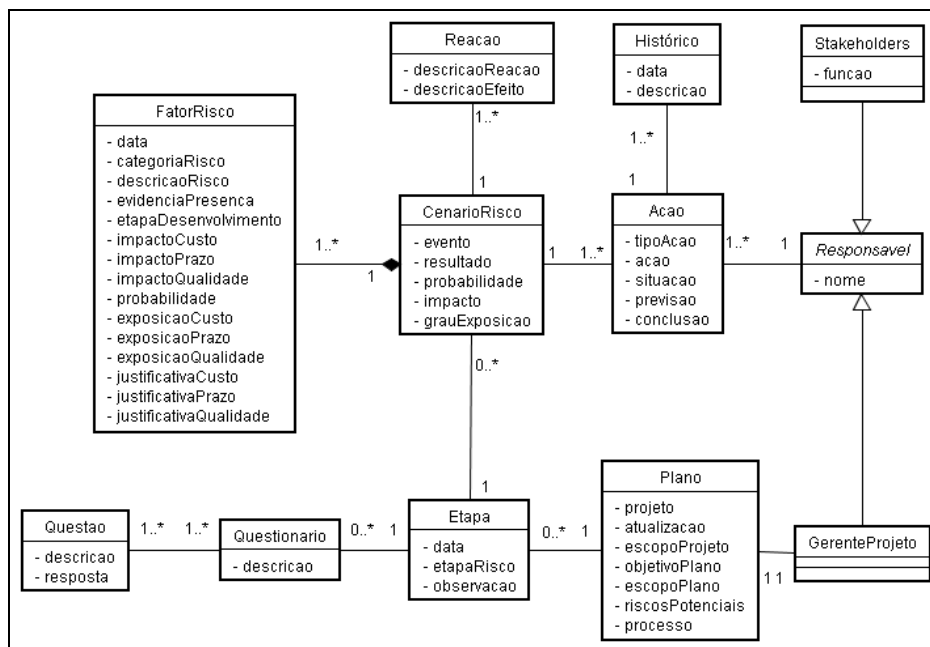 Reacao
- descricaoReacao
- descricaoEfeito
Histórico
- data
- descricao
Stakeholders
- funcao
FatorRisco
- data
- categoriaRisco
- descricaoRisco
- evidenciaPresenca
- etapaDesenvolvimento
- impactoCusto
- impactoPrazo
- impactoQualidade
- probabilidade
- exposicaoCusto
- exposicaoPrazo
- exposicaoQualidade
- justificativaCusto
- justificativaPrazo
- justificativaQualidade
1..*
1
1..*
1
CenarioRisco
- evento
- resultado
- probabilidade
- impacto
- grauExposicao
1
1..*
1..*
1
Acao
- tipoAcao
- acao
- situacao
- previsao
- conclusao
1..*
1
Responsavel
- nome
0..*
1
Questao
- descricao
- resposta
1..*
1..*
Questionario
- descricao
0..*
1
Etapa
- data
- etapaRisco
- observacao
0..*
1
Plano
- projeto
- atualizacao
- escopoProjeto
- objetivoPlano
- escopoPlano
- riscosPotenciais
- processo
1 1
GerenteProjeto